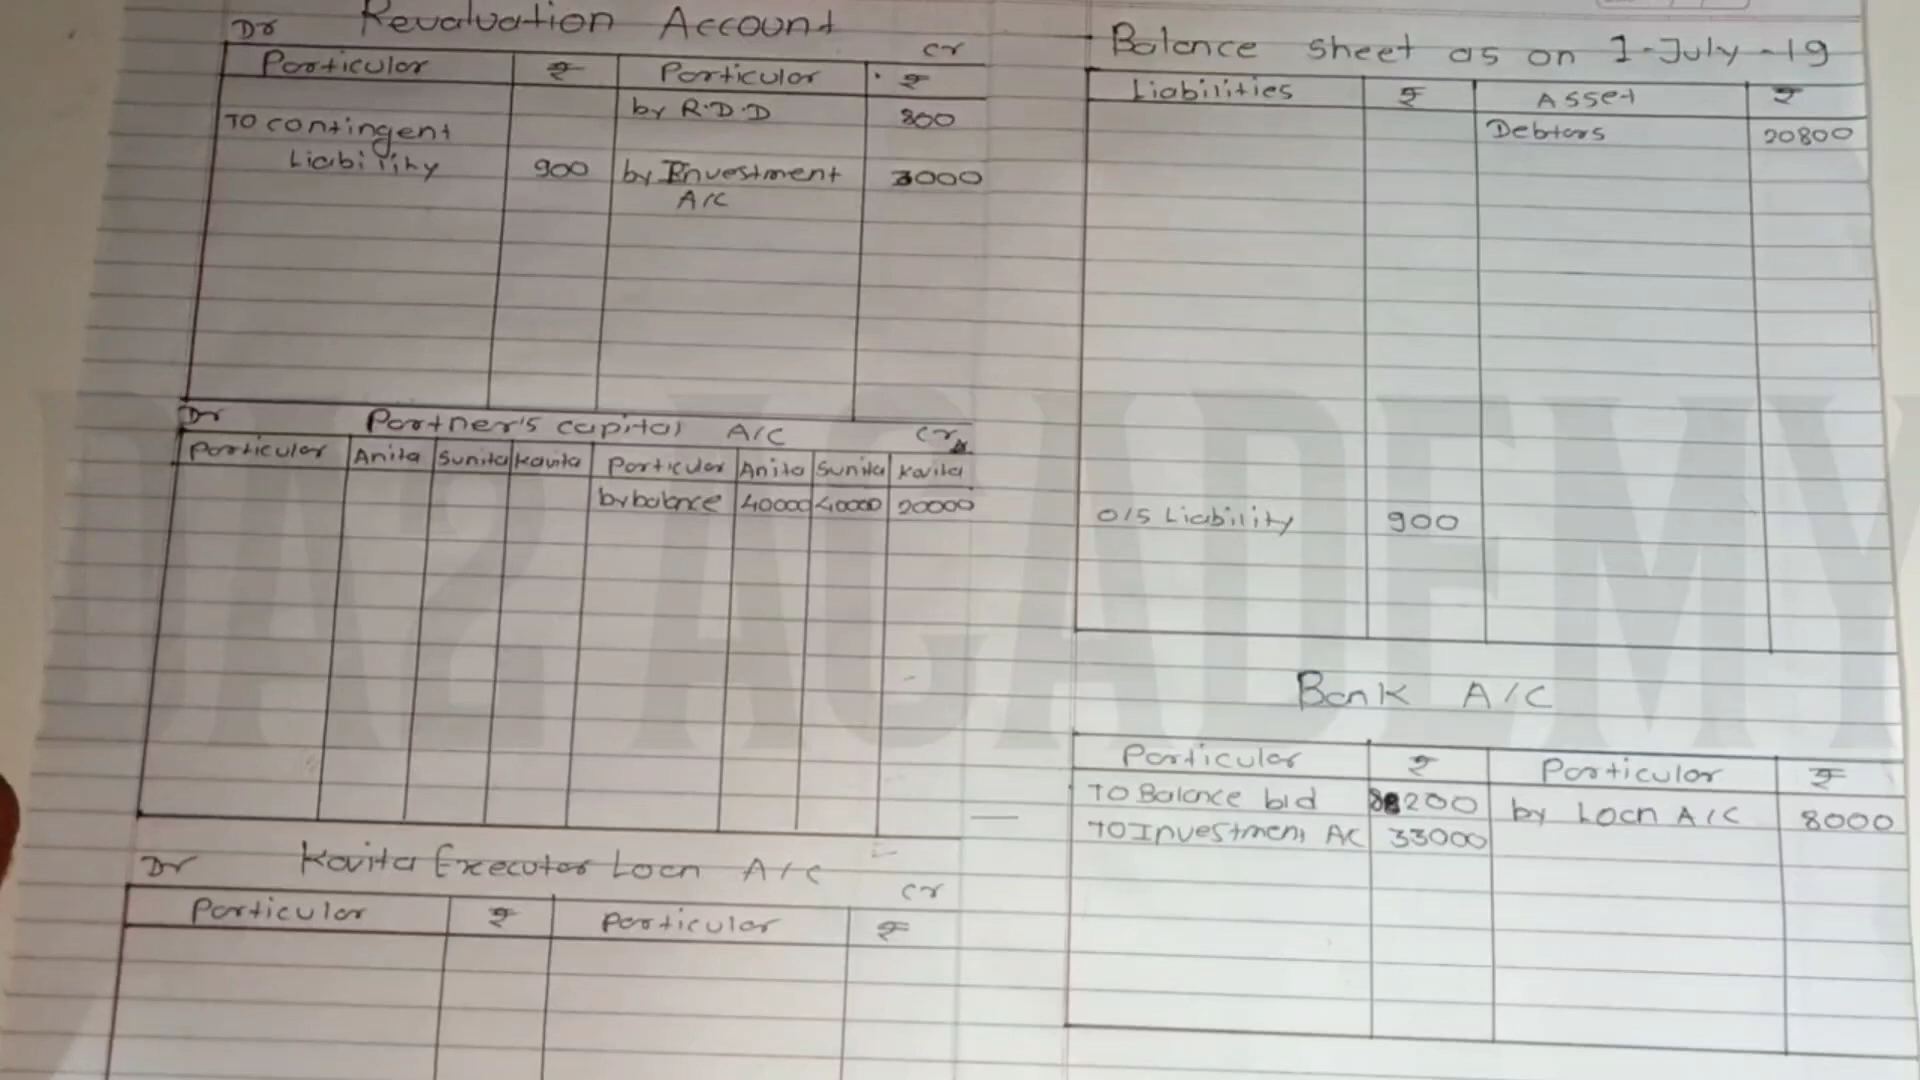 Dr Revaluation Account Cr
Particular ₹ Particular ₹
by R.D.D 800
To contingent
Liability 900 by Investment 3000
A/C
Dr Partner's capital A/C Cr
Particular Anita Sunita Kavita Particular Anita Sunita Kavita
by balance 40000 40000 20000
Dr Kavita Executor Loan A/C Cr
Particular ₹ Particular ₹
Balance Sheet as on 1-July-19
Liabilities ₹ Asset ₹
Debtors 20800
O/S Liability 900
Bank A/C
Particular ₹ Particular ₹
To Balance b/d 200 by Loan A/C 8000
To Investment AC 33000
ACADEMY